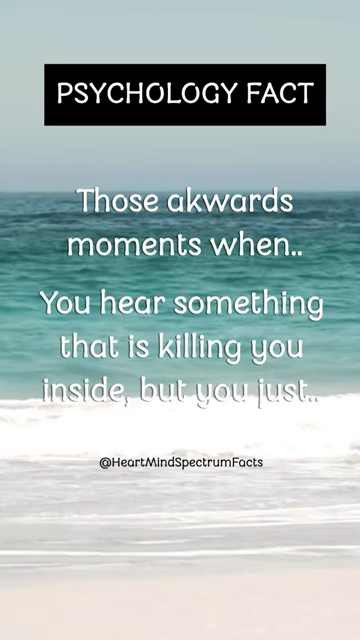 PSYCHOLOGY FACT
Those akwards
moments when..
You hear something
that is killing you
inside, but you just..
@HeartMindSpectrumFacts